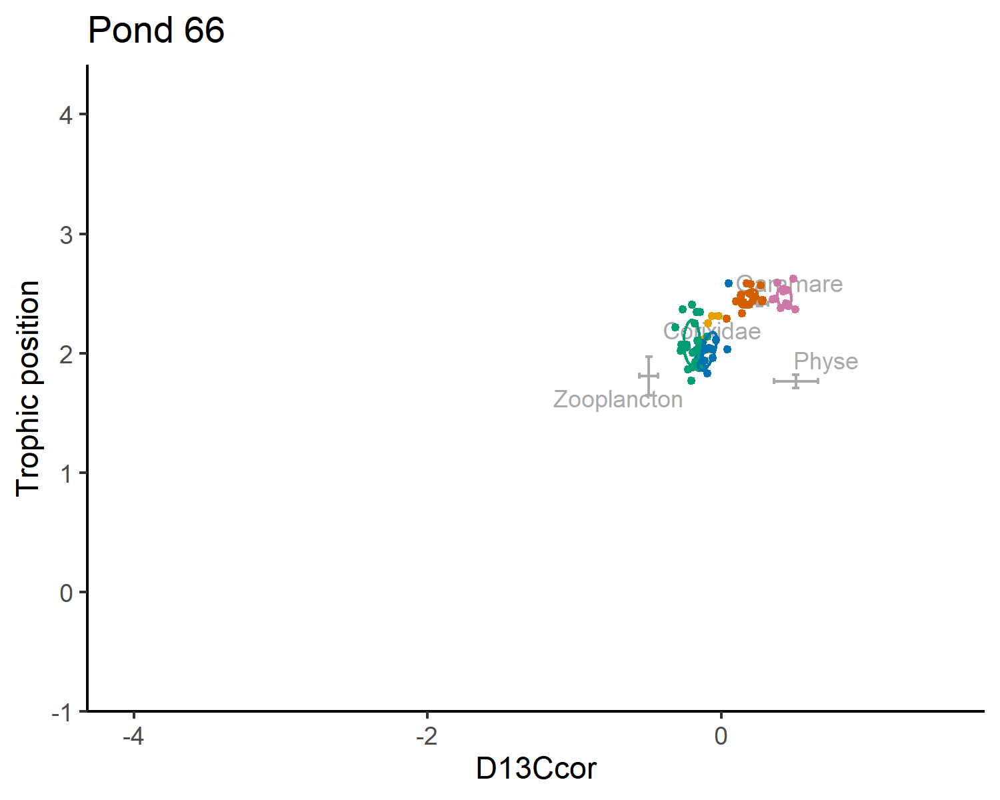 Pond 66
Trophic position
4
3
2
1
0
-1
Gammare
Corixidae
Physe
Zooplancton
-4
-2
0
D13Ccor